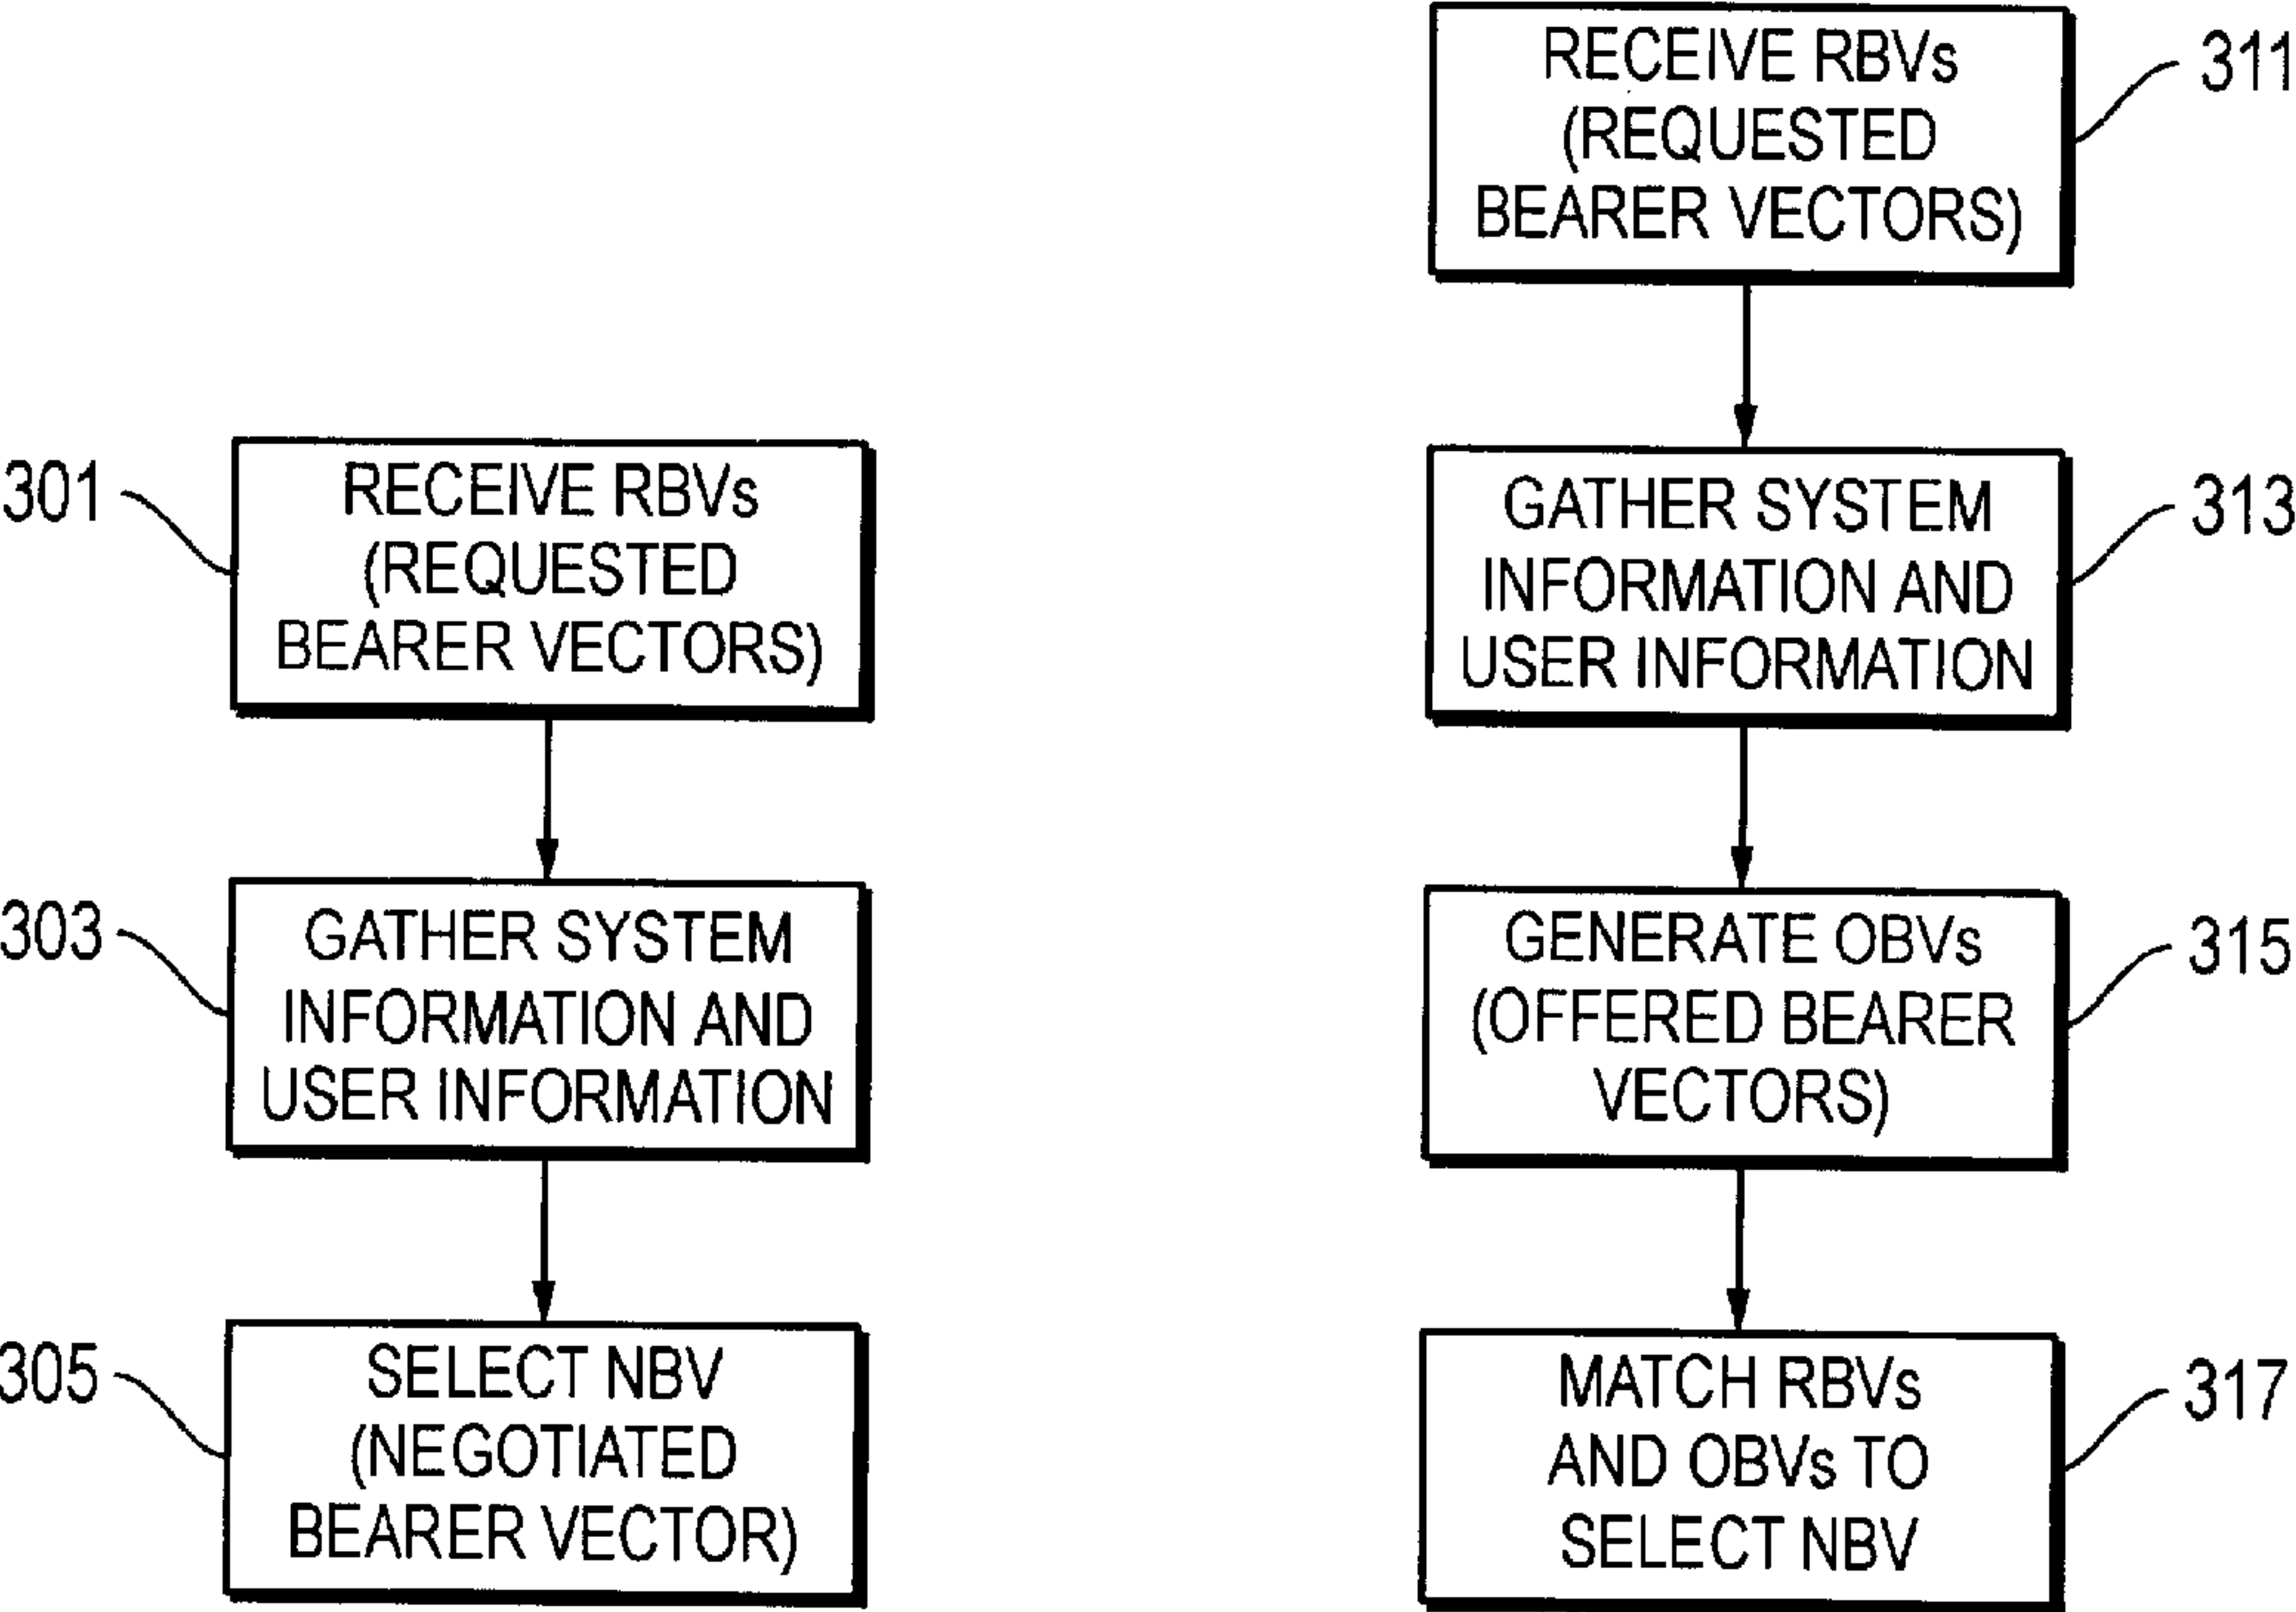 301
RECEIVE RBVs
(REQUESTED
BEARER VECTORS)
303
GATHER SYSTEM
INFORMATION AND
USER INFORMATION
305
SELECT NBV
(NEGOTIATED
BEARER VECTOR)
RECEIVE RBVs
(REQUESTED
BEARER VECTORS)
311
GATHER SYSTEM
INFORMATION AND
USER INFORMATION
313
GENERATE OBVs
(OFFERED BEARER
VECTORS)
315
MATCH RBVs
AND OBVs TO
SELECT NBV
317